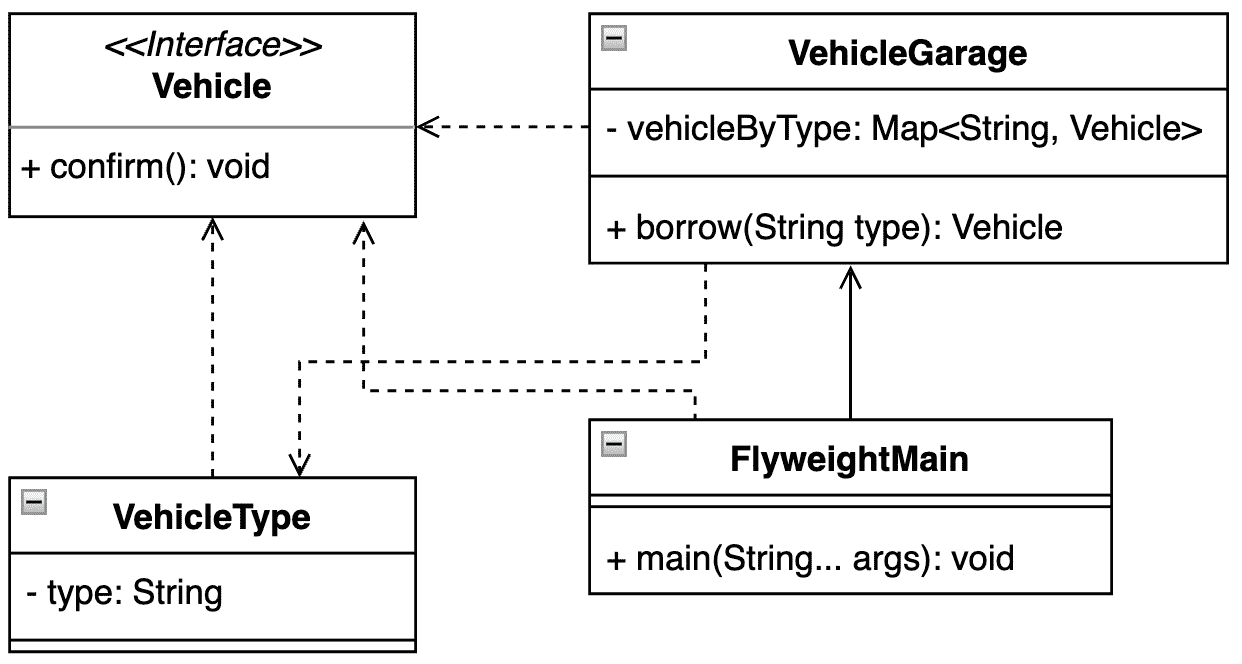 <<Interface>>
Vehicle
+ confirm(): void
VehicleGarage
- vehicleByType: Map<String, Vehicle>
+ borrow(String type): Vehicle
VehicleType
- type: String
FlyweightMain
+ main(String... args): void